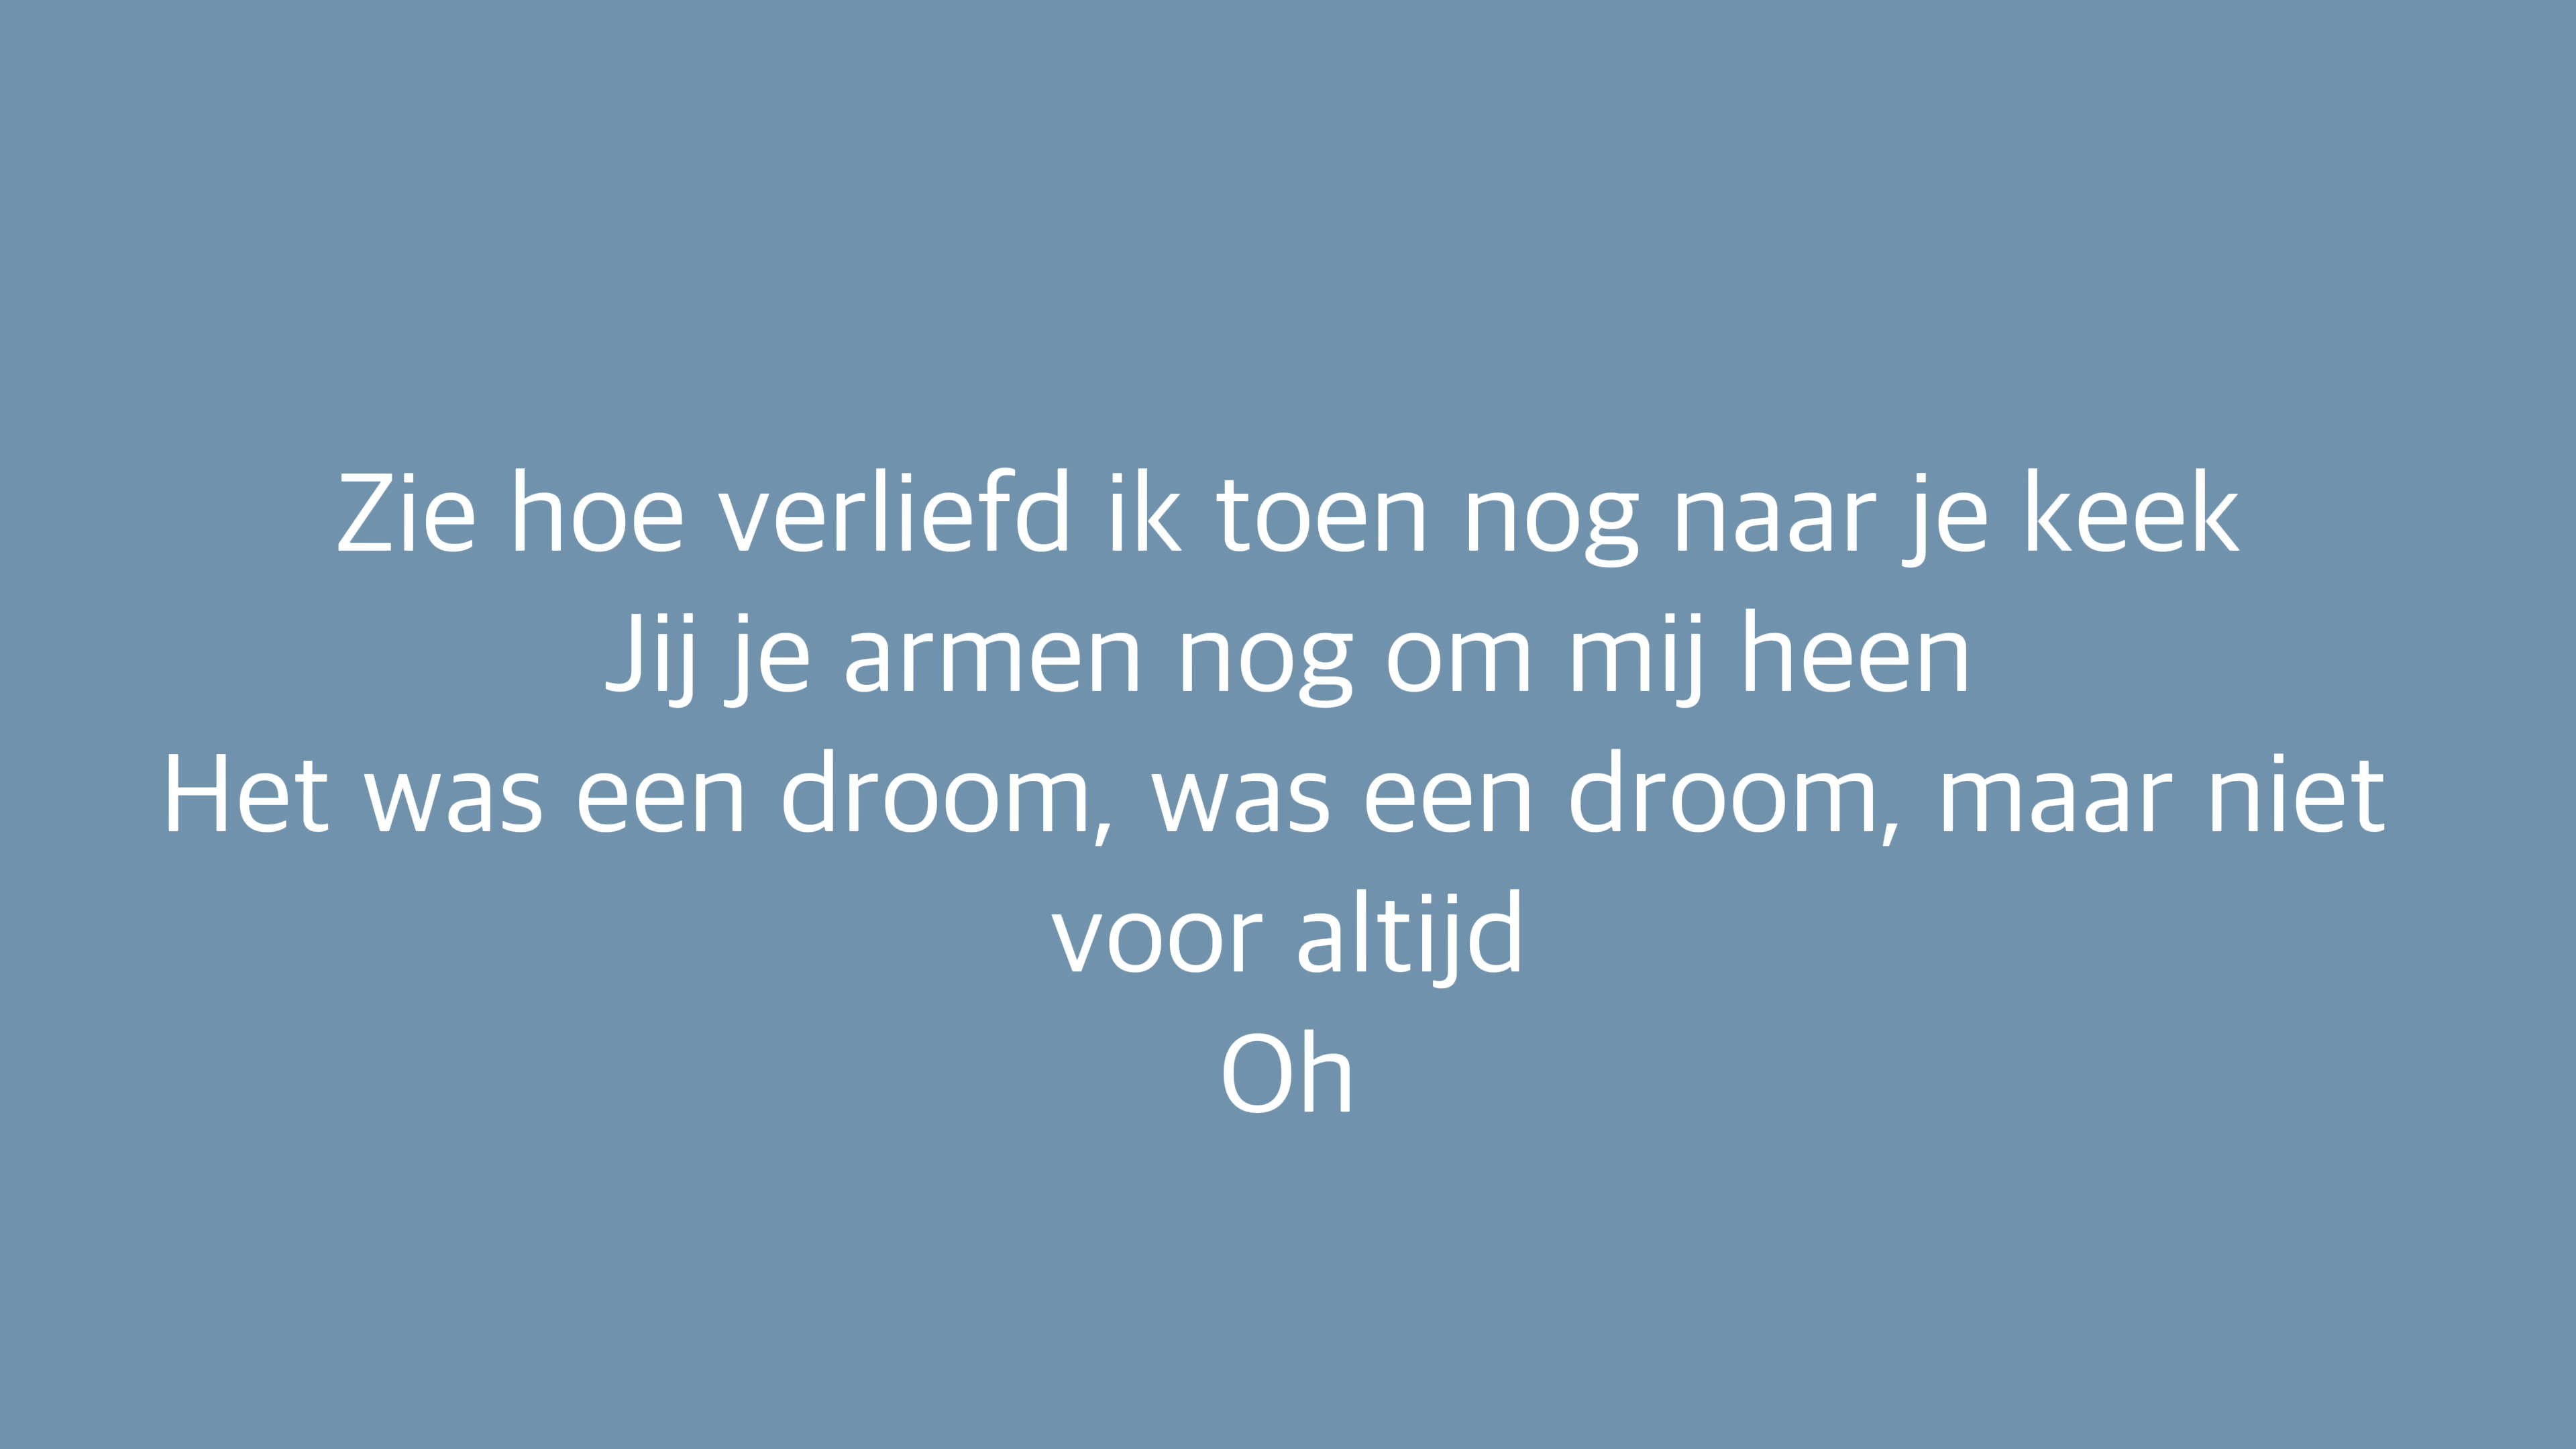 Zie hoe verliefd ik toen nog naar je keek
Jij je armen nog om mij heen
Het was een droom, was een droom, maar niet
voor altijd
Oh